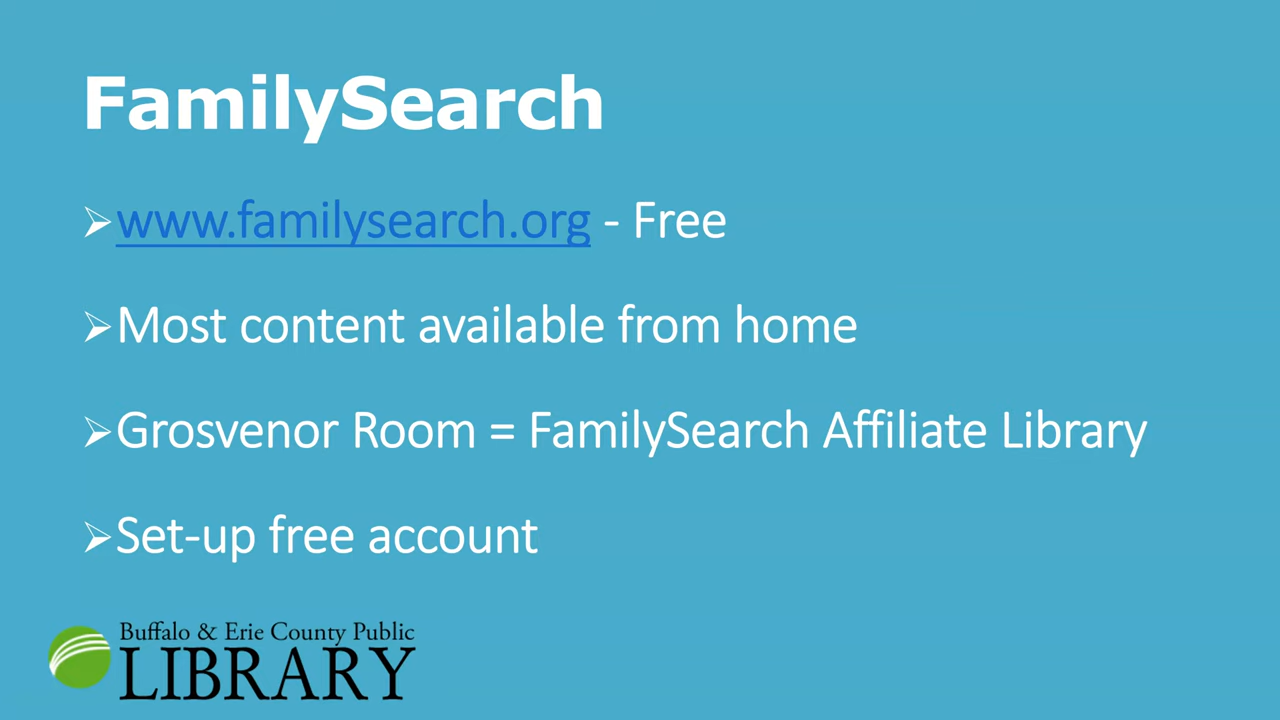 FamilySearch
➢www.familysearch.org - Free
➢Most content available from home
➢Grosvenor Room = FamilySearch Affiliate Library
➢Set-up free account
Buffalo & Erie County Public
LIBRARY